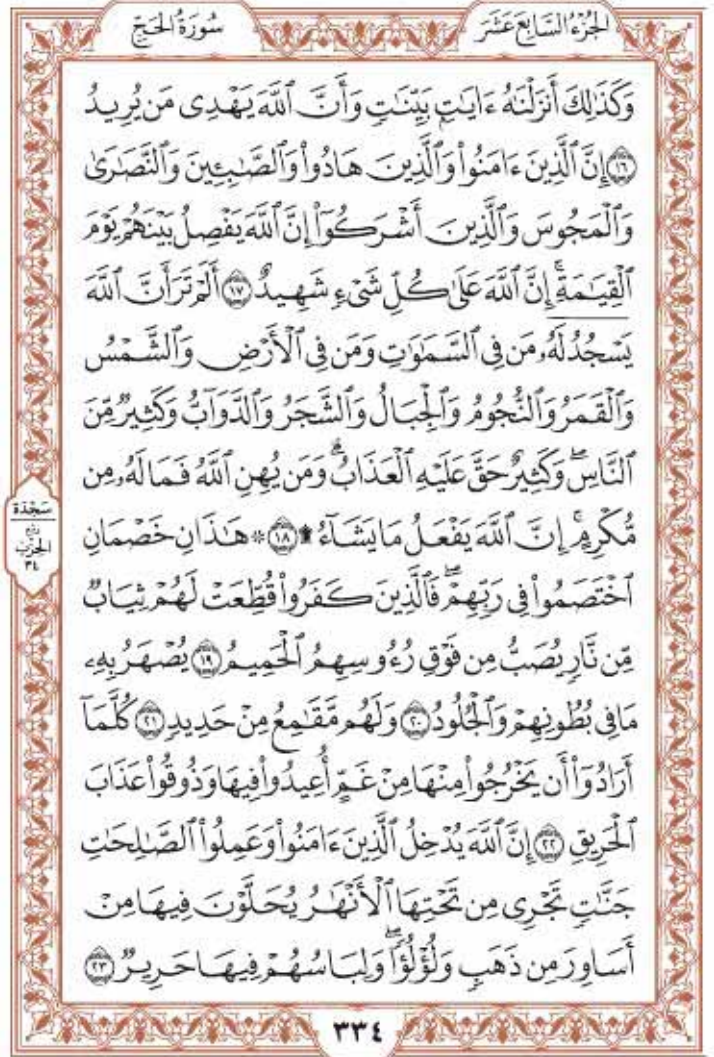 الجزء السابع عشر
سورة الحج
وَكَذَٰلِكَ أَنزَلْنَٰهُ ءَايَٰتٍۭ بَيِّنَٰتٍ وَأَنَّ ٱللَّهَ يَهْدِى مَن يُرِيدُ
١٦ إِنَّ ٱلَّذِينَ ءَامَنُوا۟ وَٱلَّذِينَ هَادُوا۟ وَٱلصَّٰبِـِٔينَ وَٱلنَّصَٰرَىٰ
وَٱلْمَجُوسَ وَٱلَّذِينَ أَشْرَكُوٓا۟ إِنَّ ٱللَّهَ يَفْصِلُ بَيْنَهُمْ يَوْمَ
ٱلْقِيَٰمَةِ ۚ إِنَّ ٱللَّهَ عَلَىٰ كُلِّ شَىْءٍ شَهِيدٌ ١٧ أَلَمْ تَرَ أَنَّ ٱللَّهَ
يَسْجُدُ لَهُۥ مَن فِى ٱلسَّمَٰوَٰتِ وَمَن فِى ٱلْأَرْضِ وَٱلشَّمْسُ
وَٱلْقَمَرُ وَٱلنُّجُومُ وَٱلْجِبَالُ وَٱلشَّجَرُ وَٱلدَّوَآبُّ وَكَثِيرٌ مِّنَ
ٱلنَّاسِ ۖ وَكَثِيرٌ حَقَّ عَلَيْهِ ٱلْعَذَابُ ۗ وَمَن يُهِنِ ٱللَّهُ فَمَا لَهُۥ مِن
مُّكْرِمٍ ۚ إِنَّ ٱللَّهَ يَفْعَلُ مَا يَشَآءُ ۩ ١٨ ۞ هَٰذَانِ خَصْمَانِ
ٱخْتَصَمُوا۟ فِى رَبِّهِمْ ۖ فَٱلَّذِينَ كَفَرُوا۟ قُطِّعَتْ لَهُمْ ثِيَابٌ
مِّن نَّارٍ يُصَبُّ مِن فَوْقِ رُءُوسِهِمُ ٱلْحَمِيمُ ١٩ يُصْهَرُ بِهِۦ
مَا فِى بُطُونِهِمْ وَٱلْجُلُودُ ٢٠ وَلَهُم مَّقَٰمِعُ مِنْ حَدِيدٍ ٢١ كُلَّمَآ
أَرَادُوٓا۟ أَن يَخْرُجُوا۟ مِنْهَا مِنْ غَمٍّ أُعِيدُوا۟ فِيهَا وَذُوقُوا۟ عَذَابَ
ٱلْحَرِيقِ ٢٢ إِنَّ ٱللَّهَ يُدْخِلُ ٱلَّذِينَ ءَامَنُوا۟ وَعَمِلُوا۟ ٱلصَّٰلِحَٰتِ
جَنَّٰتٍ تَجْرِى مِن تَحْتِهَا ٱلْأَنْهَٰرُ يُحَلَّوْنَ فِيهَا مِنْ
أَسَاوِرَ مِن ذَهَبٍ وَلُؤْلُؤًا ۖ وَلِبَاسُهُمْ فِيهَا حَرِيرٌ ٢٣
سجدة
ربع
الحزب
٣٤
٣٣٤